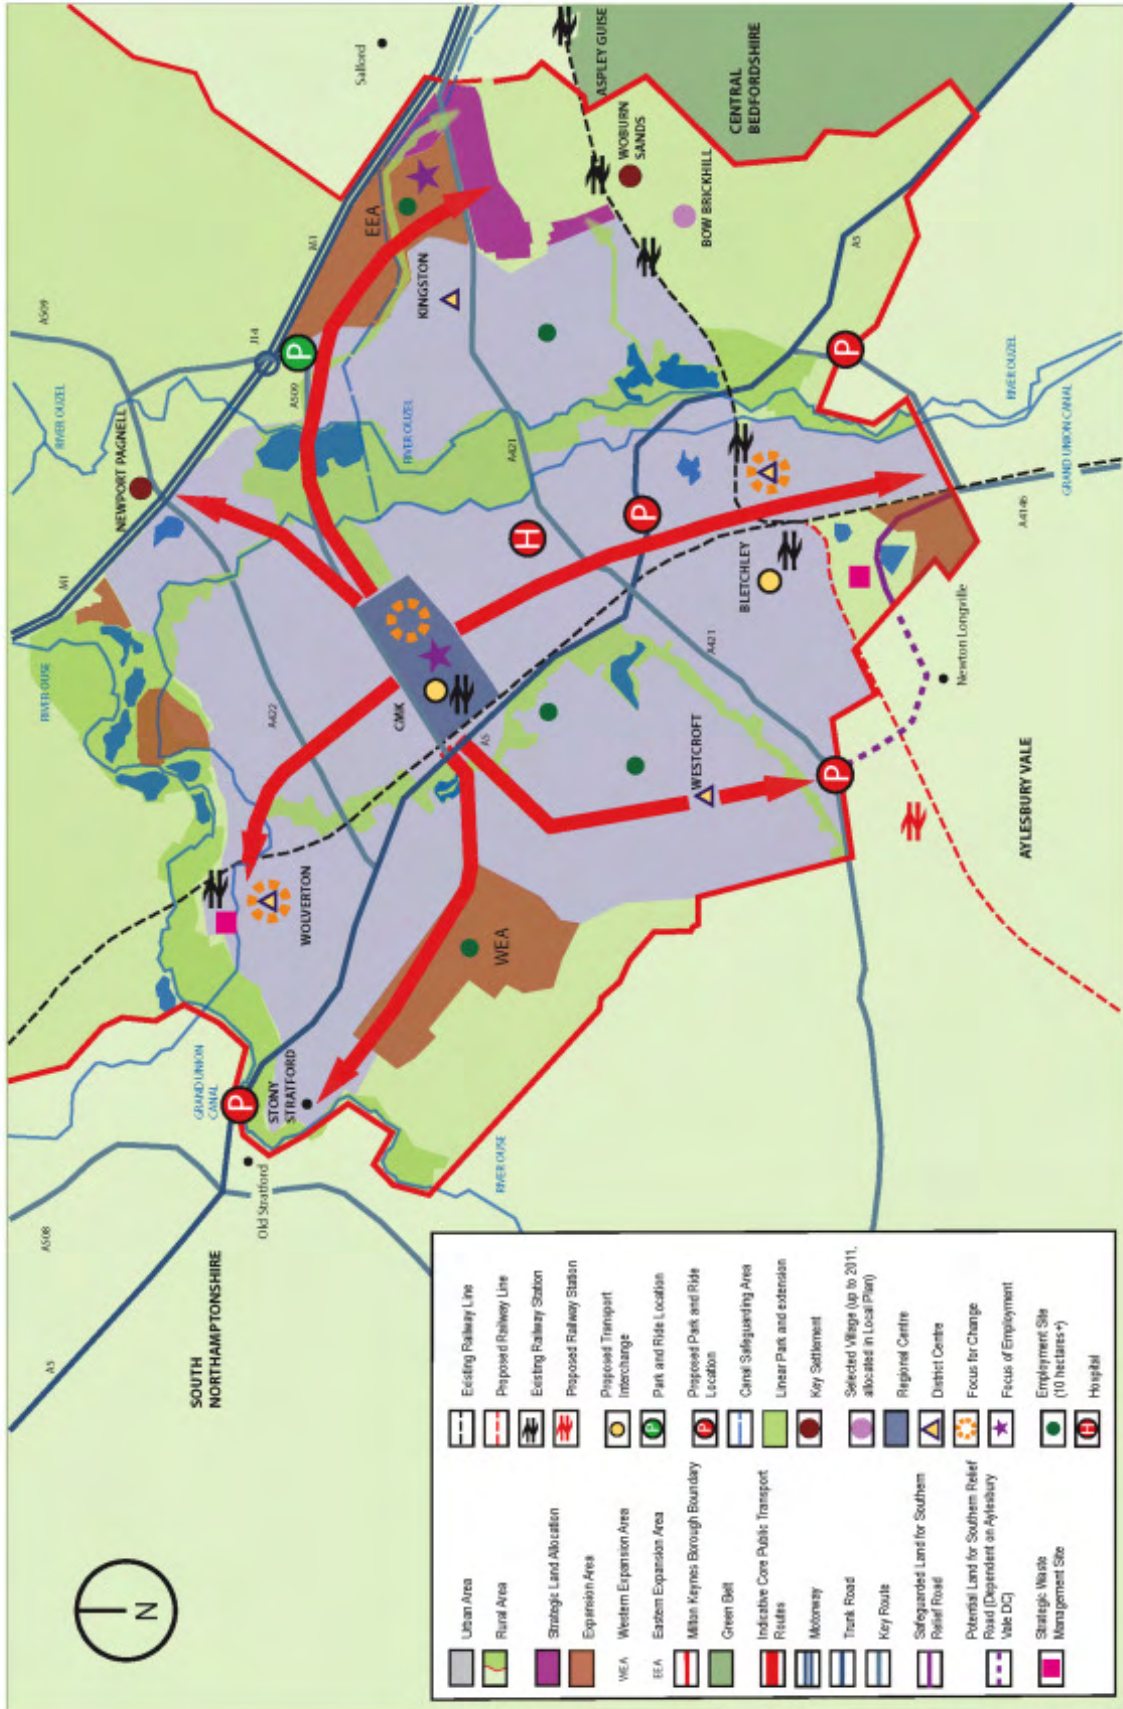 SOUTH
NORTHAMPTONSHIRE
A5
A508
Old Stratford
GRAND UNION
CANAL
P
STONY
STRATFORD
RIVER OUSE
WOLVERTON
WEA
RIVER OUSE
M1
A422
NEWPORT PAGNELL
RIVER OUZEL
A509
J14
P
A509
M1
EEA
KINGSTON
Salford
ASPLEY GUISE
CENTRAL
BEDFORDSHIRE
WOBURN
SANDS
BOW BRICKHILL
A5
RIVER OUZEL
A421
H
CMK
A5
WESTCROFT
P
A421
P
BLETCHLEY
P
RIVER OUZEL
GRAND UNION CANAL
A4146
Newton Longville
AYLESBURY VALE
N
Urban Area
Rural Area
Strategic Land Allocation
Expansion Area
WEA Western Expansion Area
EEA Eastern Expansion Area
Milton Keynes Borough Boundary
Green Belt
Indicative Core Public Transport
Routes
Motorway
Trunk Road
Key Route
Safeguarded Land for Southern
Relief Road
Potential Land for Southern Relief
Road (Dependent on Aylesbury
Vale DC)
Strategic Waste
Management Site
Existing Railway Line
Proposed Railway Line
Existing Railway Station
Proposed Railway Station
Proposed Transport
Interchange
P Park and Ride Location
P Proposed Park and Ride
Location
Canal Safeguarding Area
Linear Park and extension
Key Settlement
Selected Village (up to 2011,
allocated in Local Plan)
Regional Centre
District Centre
Focus for Change
Focus of Employment
Employment Site
(10 hectares+)
H Hospital